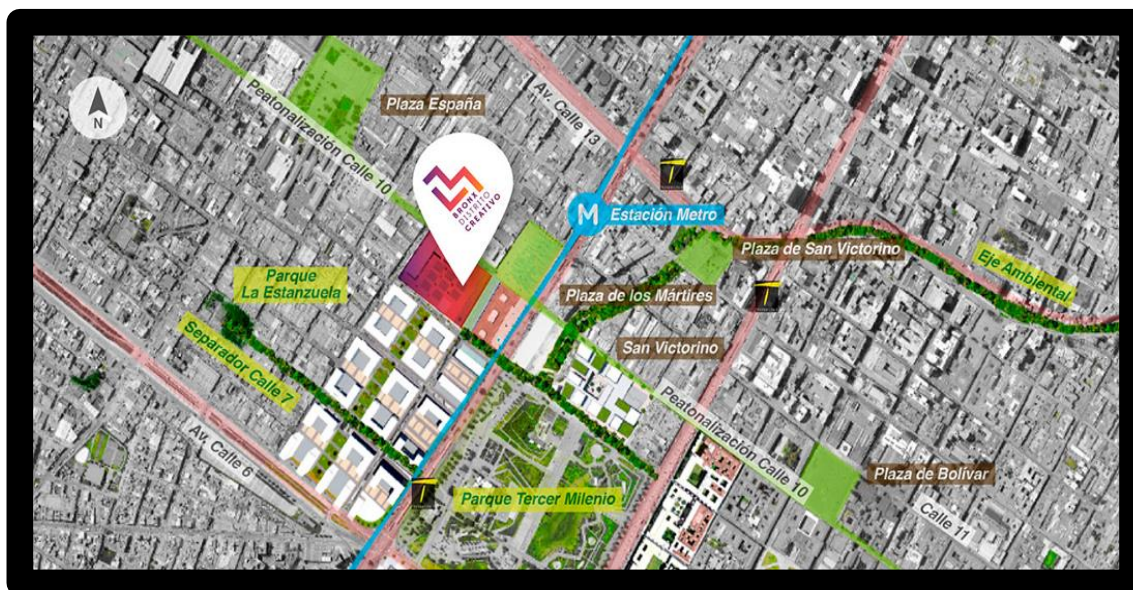 Plaza España
Av. Calle 13
Peatonalización Calle 10
N
BRONX
DISTRITO
CREATIVO
M
Estación Metro
Plaza de San Victorino
Eje Ambiental
Parque
La Estanzuela
Plaza de los Mártires
San Victorino
Separador Calle 7
Peatonalización Calle 10
Av. Calle 6
Plaza de Bolívar
Parque Tercer Milenio
Calle 11